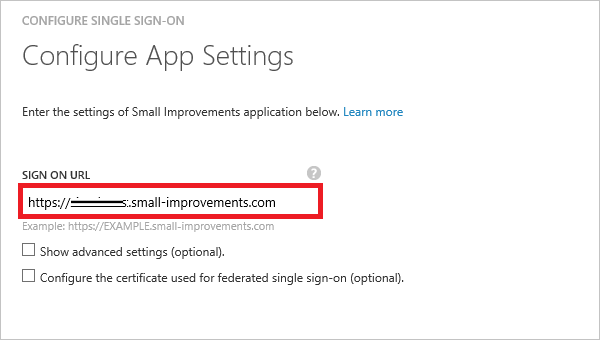 CONFIGURE SINGLE SIGN-ON
Configure App Settings
Enter the settings of Small Improvements application below. Learn more
SIGN ON URL
?
https:// .small-improvements.com
Example: https://EXAMPLE.small-improvements.com
Show advanced settings (optional).
Configure the certificate used for federated single sign-on (optional).